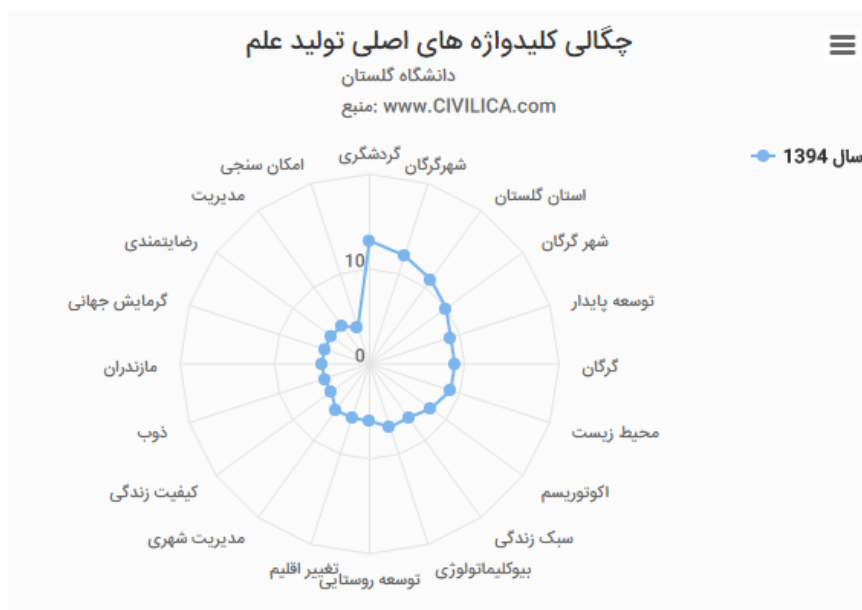 چگالی کلیدواژه های اصلی تولید علم
دانشگاه گلستان
منبع: www.CIVILICA.com
سال 1394
گردشگری
شهرگرگان
استان گلستان
شهر گرگان
توسعه پایدار
گرگان
محیط زیست
اکوتوریسم
سبک زندگی
بیوکلیماتولوژی
توسعه روستایی
تغییر اقلیم
مدیریت شهری
کیفیت زندگی
ذوب
مازندران
گرمایش جهانی
رضایتمندی
مدیریت
امکان سنجی
10
0